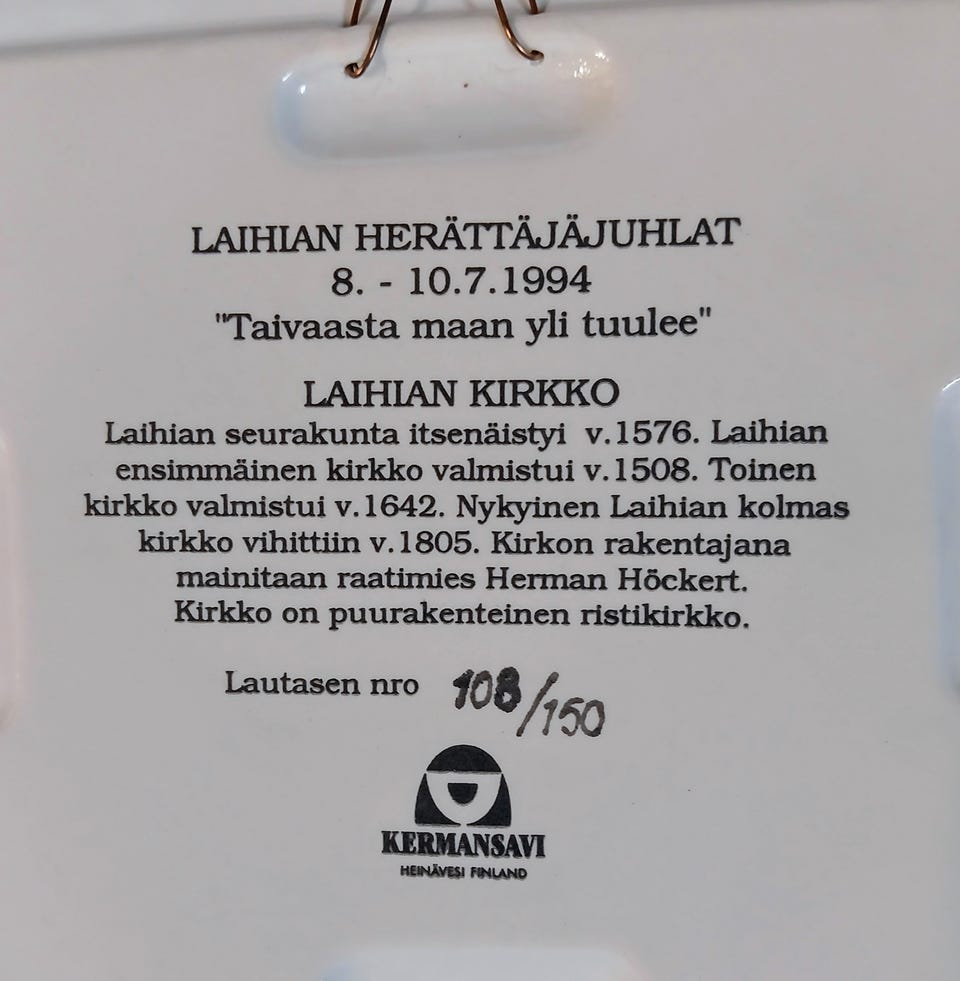 LAIHIAN HERÄTTÄJÄJUHLAT
8. - 10.7.1994
"Taivaasta maan yli tuulee"
LAIHIAN KIRKKO
Laihian seurakunta itsenäistyi v.1576. Laihian
ensimmäinen kirkko valmistui v.1508. Toinen
kirkko valmistui v.1642. Nykyinen Laihian kolmas
kirkko vihittiin v.1805. Kirkon rakentajana
mainitaan raatimies Herman Höckert.
Kirkko on puurakenteinen ristikirkko.
Lautasen nro 108/150
KERMANSAVI
HEINÄVESI FINLAND